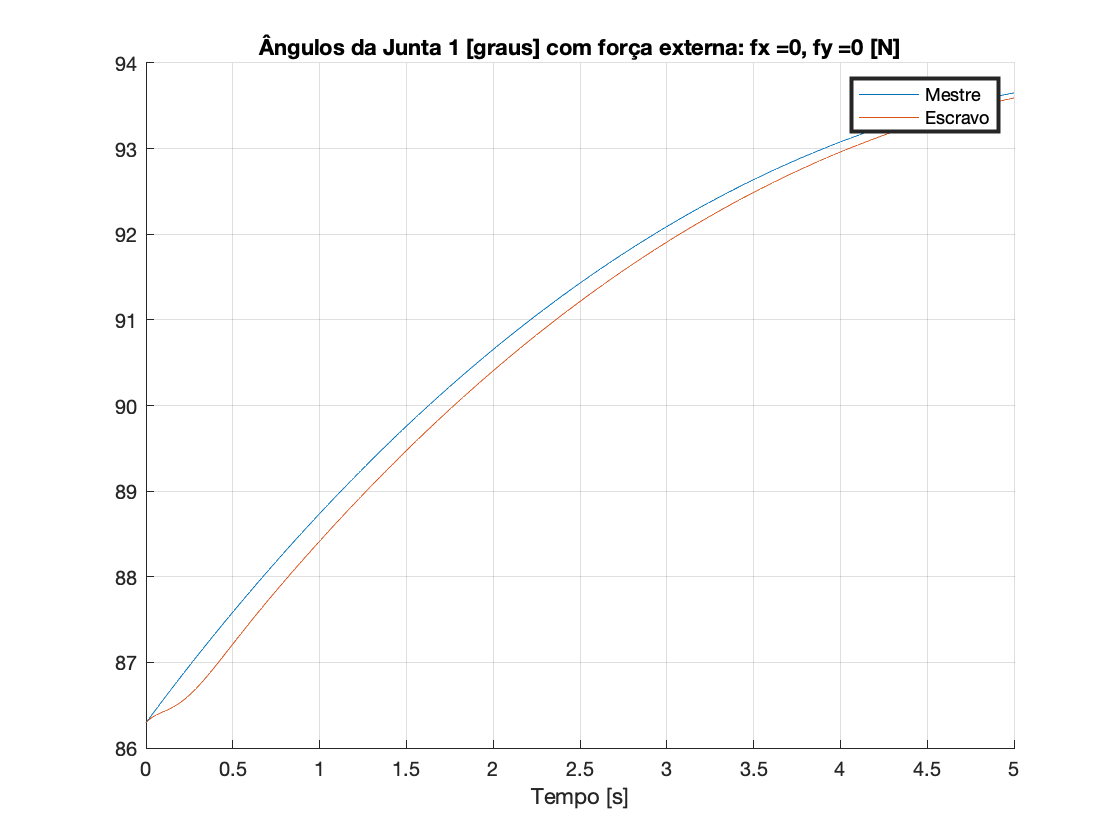 Ângulos da Junta 1 [graus] com força externa: fx =0, fy =0 [N]
94
93
92
91
90
89
88
87
86
Mestre
Escravo
0 0.5 1 1.5 2 2.5 3 3.5 4 4.5 5
Tempo [s]